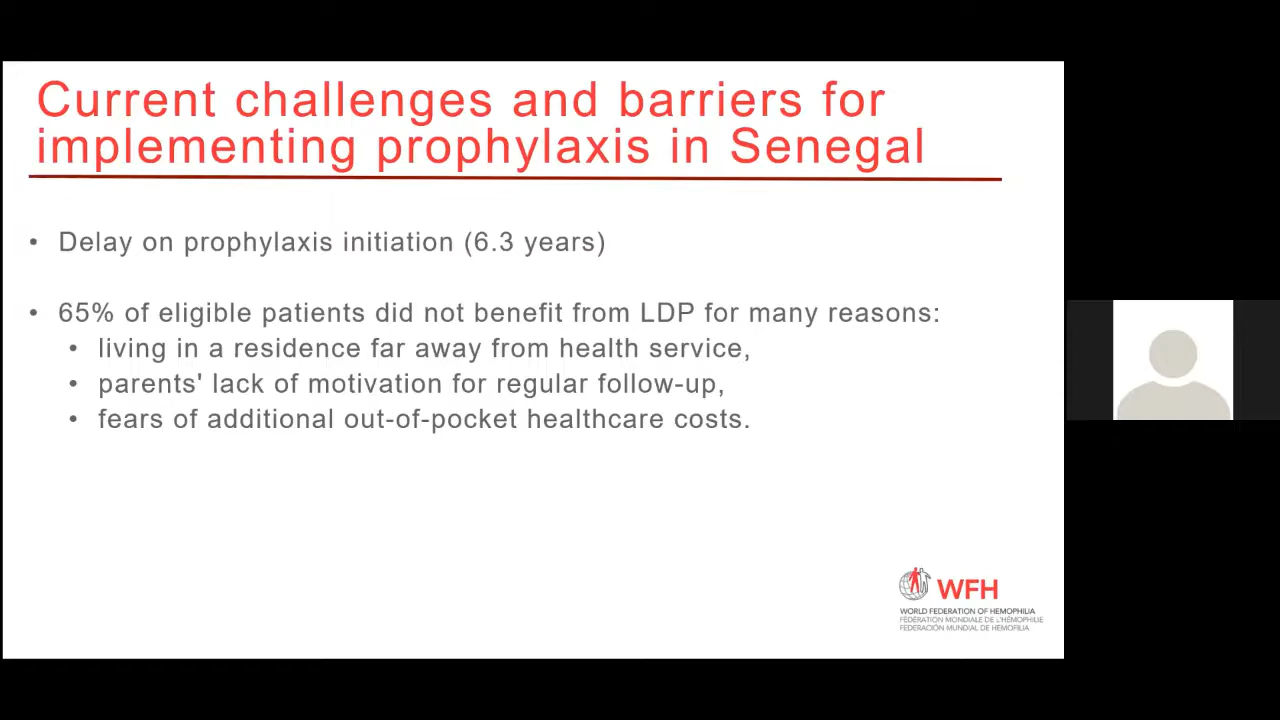 Current challenges and barriers for
implementing prophylaxis in Senegal
• Delay on prophylaxis initiation (6.3 years)
• 65% of eligible patients did not benefit from LDP for many reasons:
• living in a residence far away from health service,
• parents' lack of motivation for regular follow-up,
• fears of additional out-of-pocket healthcare costs.
WFH
WORLD FEDERATION OF HEMOPHILIA
FÉDÉRATION MONDIALE DE L'HÉMOPHILIE
FEDERACIÓN MUNDIAL DE HEMOFILIA